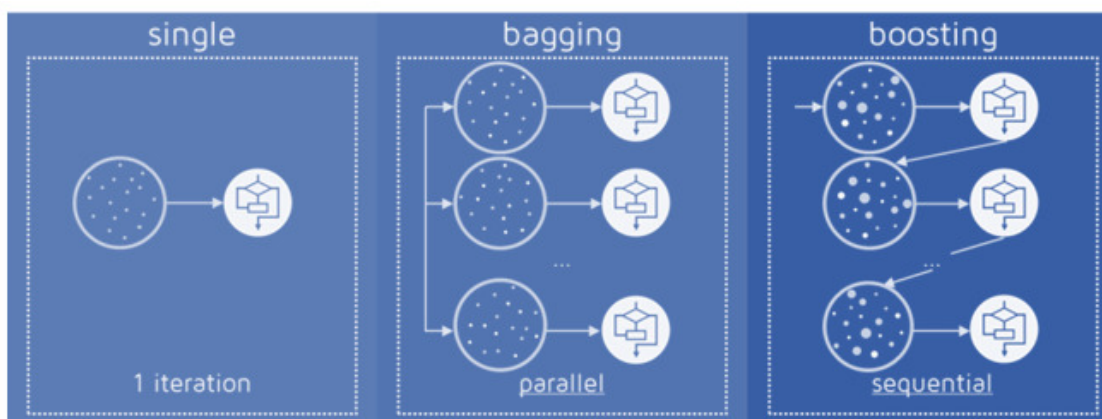 single
bagging
boosting
...
...
1 iteration
parallel
sequential